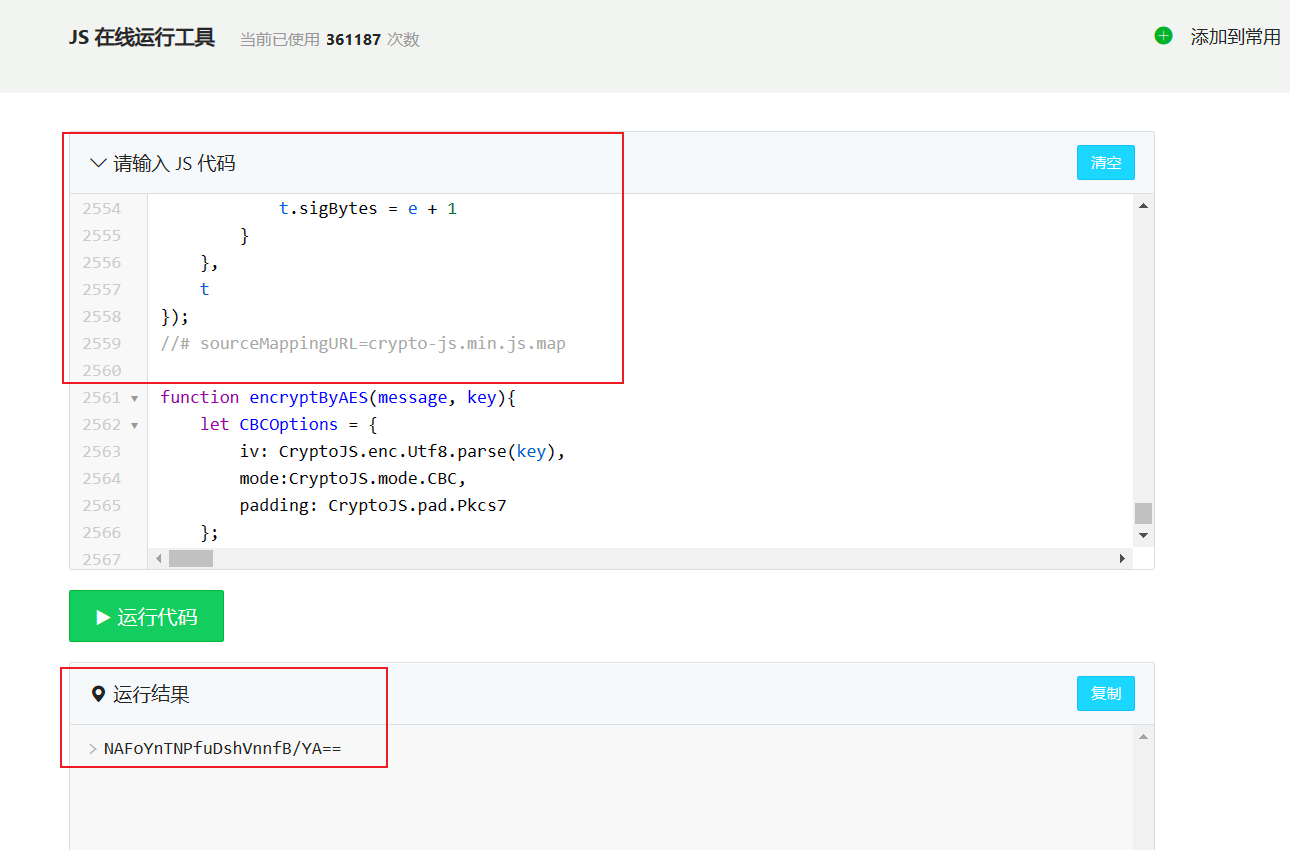 JS 在线运行工具 当前已使用 361187 次数 添加到常用
请输入 JS 代码 清空
2554 t.sigBytes = e + 1
2555 }
2556 },
2557 t
2558 });
2559 //# sourceMappingURL=crypto-js.min.js.map
2560
2561 function encryptByAES(message, key){
2562 let CBCOptions = {
2563 iv: CryptoJS.enc.Utf8.parse(key),
2564 mode:CryptoJS.mode.CBC,
2565 padding: CryptoJS.pad.Pkcs7
2566 };
2567
运行代码
运行结果 复制
> NAFoYnTNPfuDshVnnfB/YA==